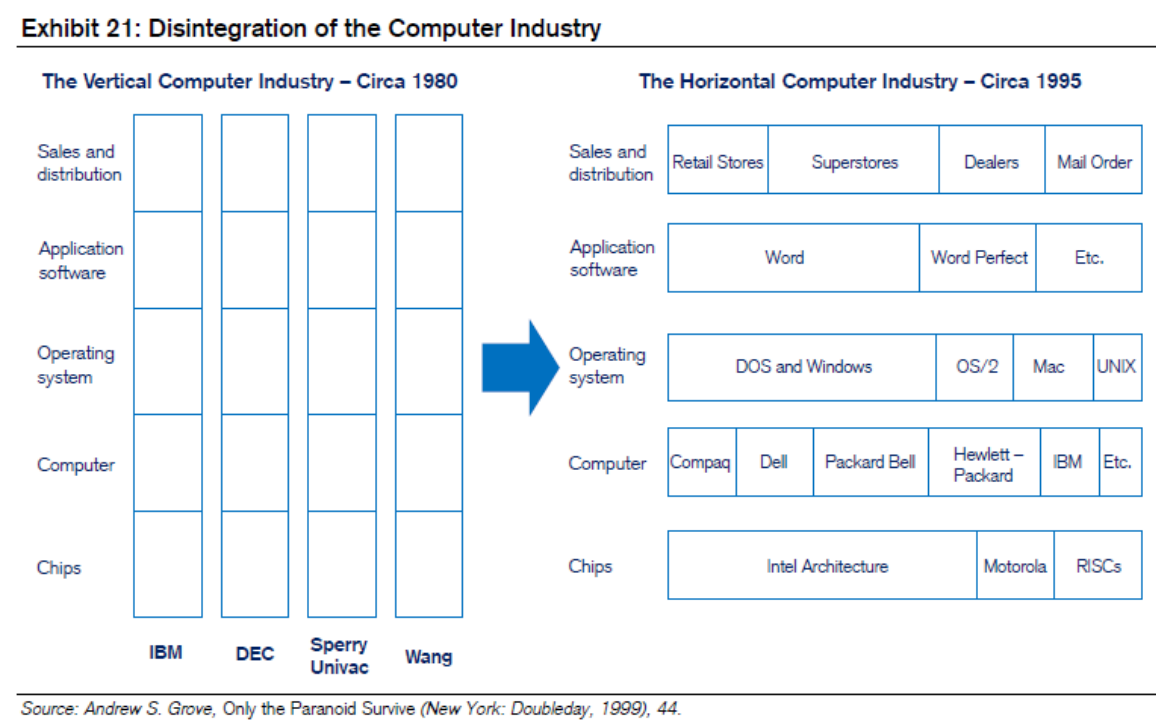 Exhibit 21: Disintegration of the Computer Industry
The Vertical Computer Industry – Circa 1980
Sales and
distribution
Application
software
Operating
system
Computer
Chips
IBM
DEC
Sperry
Univac
Wang
The Horizontal Computer Industry – Circa 1995
Sales and
distribution
Retail Stores
Superstores
Dealers
Mail Order
Application
software
Word
Word Perfect
Etc.
Operating
system
DOS and Windows
OS/2
Mac
UNIX
Computer
Compaq
Dell
Packard Bell
Hewlett –
Packard
IBM
Etc.
Chips
Intel Architecture
Motorola
RISCs
Source: Andrew S. Grove, Only the Paranoid Survive (New York: Doubleday, 1999), 44.